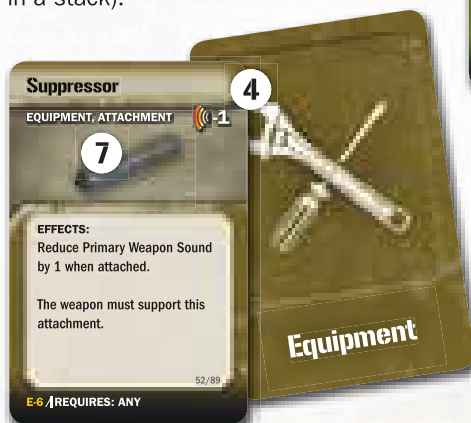 in a stack).
Suppressor
4
EQUIPMENT, ATTACHMENT -1
7
EFFECTS:
Reduce Primary Weapon Sound
by 1 when attached.
The weapon must support this
attachment.
52/89
E-6 / REQUIRES: ANY
Equipment